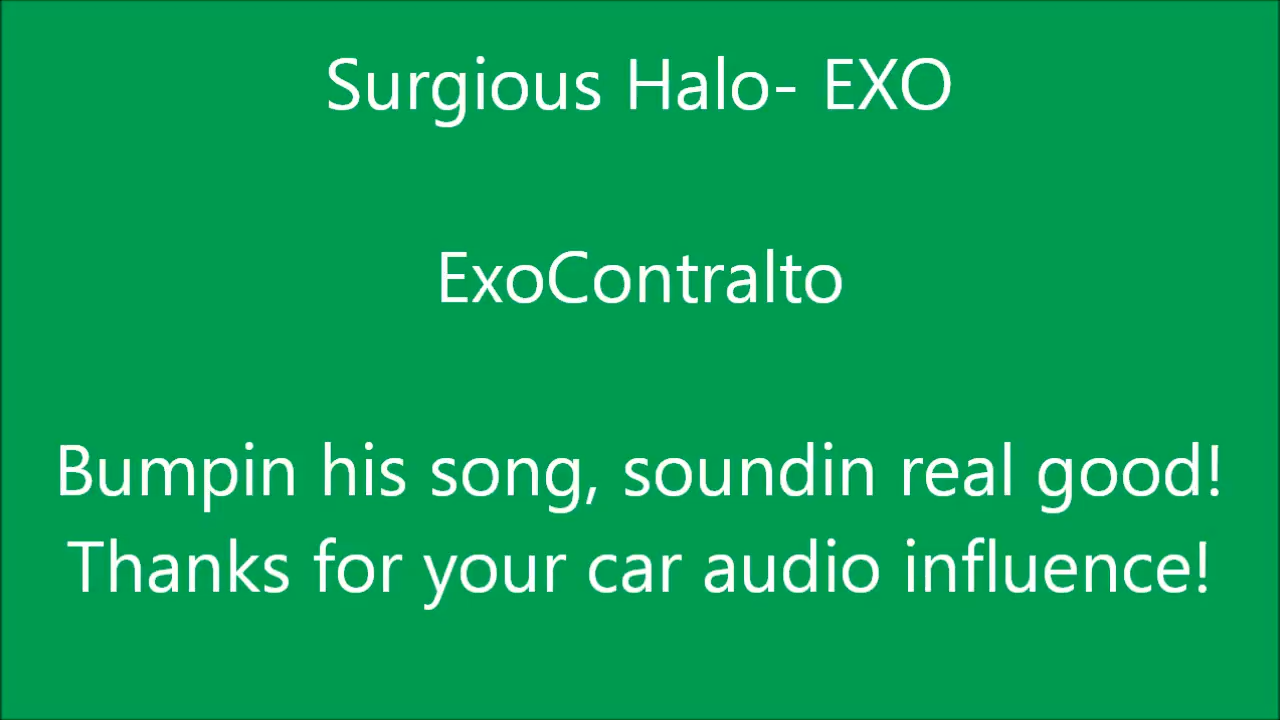 Surgious Halo- EXO
ExoContralto
Bumpin his song, soundin real good!
Thanks for your car audio influence!